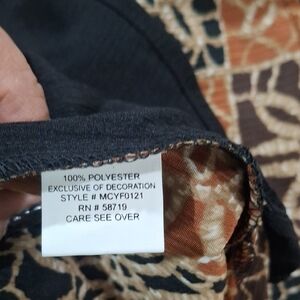 100% POLYESTER
EXCLUSIVE OF DECORATION
STYLE # MCYF0121
RN # 58719
CARE SEE OVER